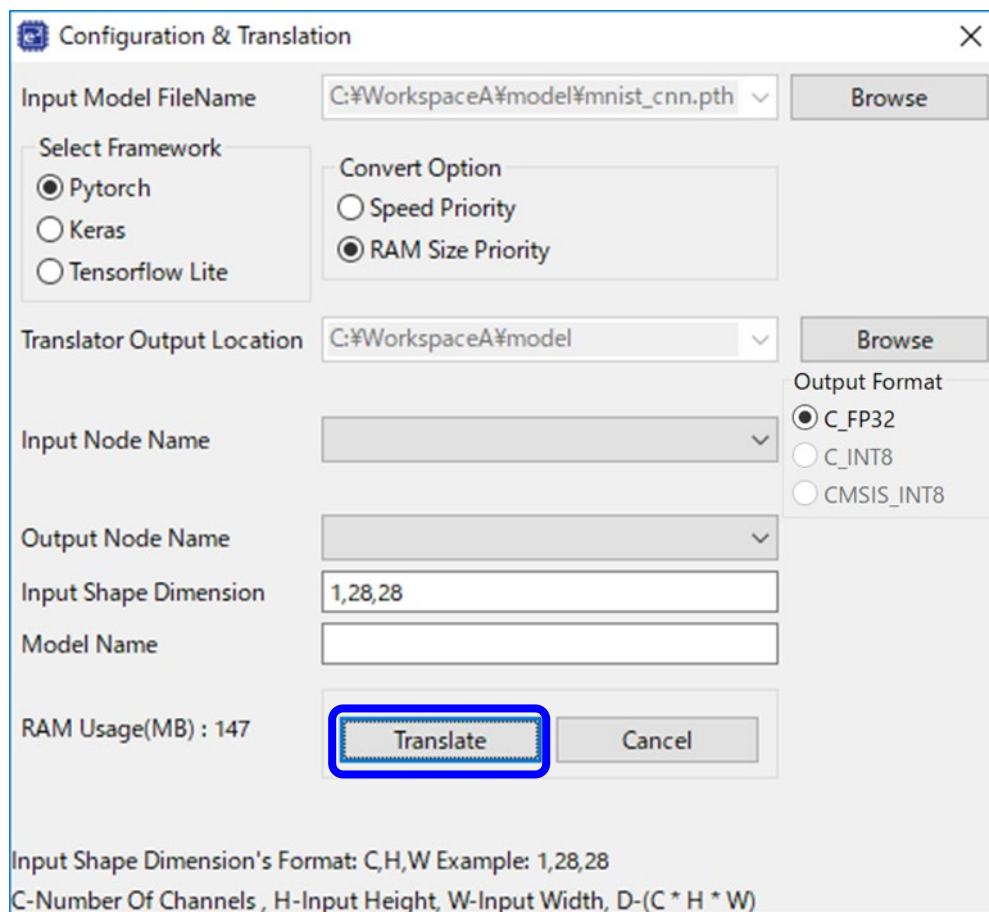 Configuration & Translation
Input Model FileName
C:¥WorkspaceA¥model¥mnist_cnn.pth
Browse
Select Framework
Pytorch
Keras
Tensorflow Lite
Convert Option
Speed Priority
RAM Size Priority
Translator Output Location
C:¥WorkspaceA¥model
Browse
Output Format
C_FP32
C_INT8
CMSIS_INT8
Input Node Name
Output Node Name
Input Shape Dimension
1,28,28
Model Name
RAM Usage(MB) : 147
Translate
Cancel
Input Shape Dimension's Format: C,H,W Example: 1,28,28
C-Number Of Channels , H-Input Height, W-Input Width, D-(C * H * W)